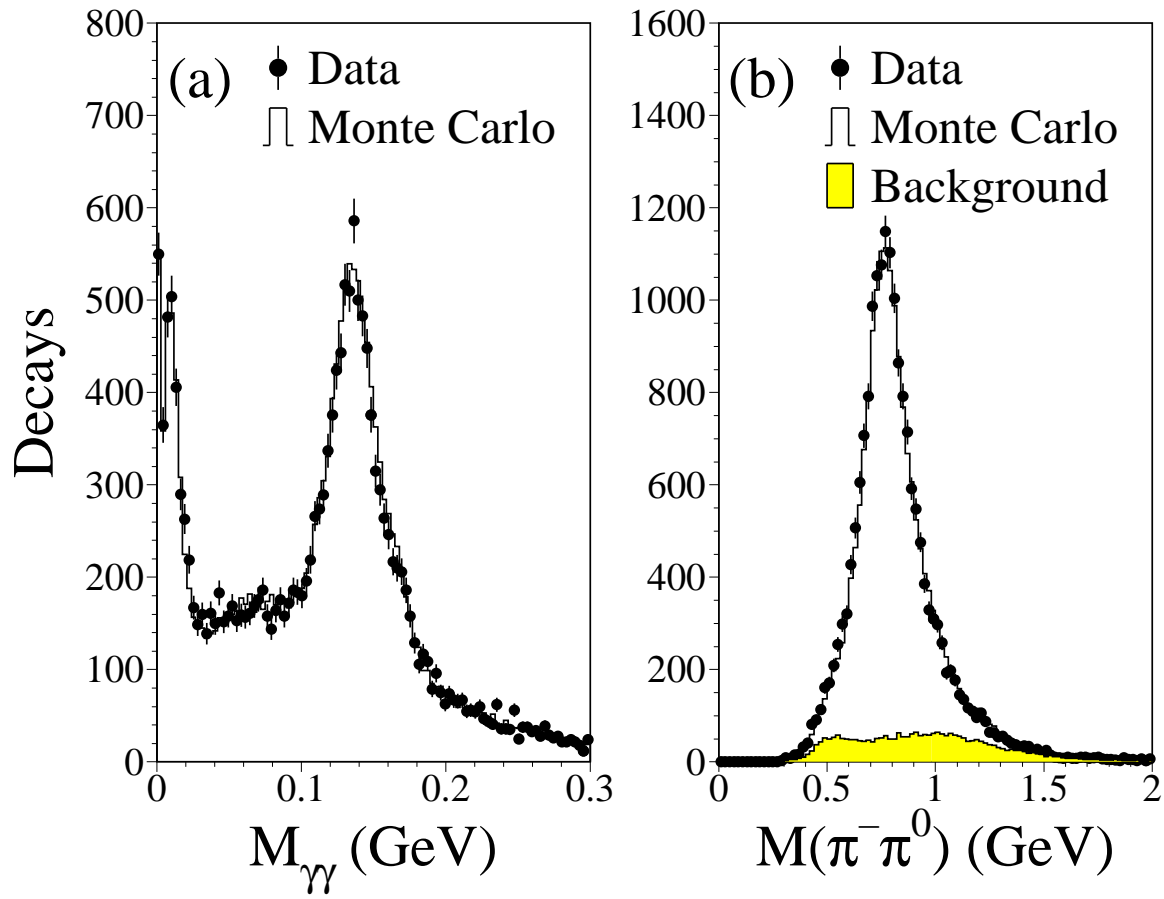 800
700
600
500
400
300
200
100
0
0
0.1
0.2
0.3
Decays
(a)
Data
Monte Carlo
Mγγ (GeV)
1600
1400
1200
1000
800
600
400
200
0
0
0.5
1
1.5
2
(b)
Data
Monte Carlo
Background
M(π⁻π⁰) (GeV)